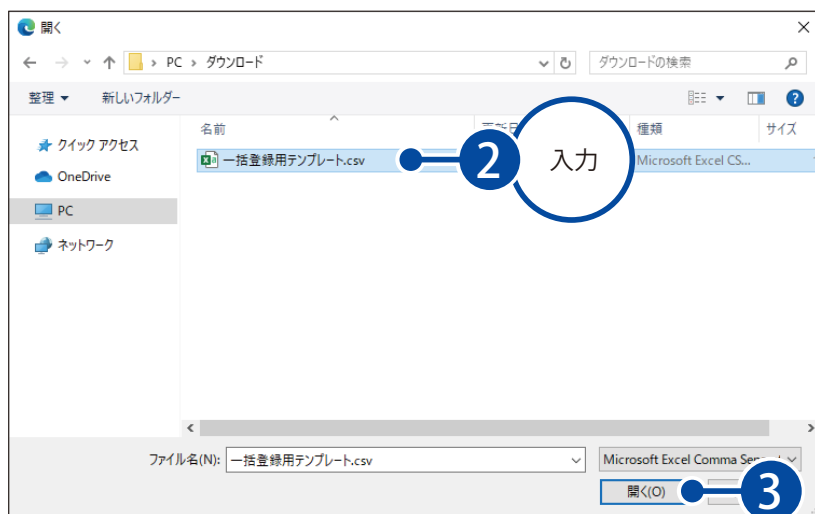 開く
PC › ダウンロード
ダウンロードの検索
整理
新しいフォルダー
名前
種類
サイズ
クイック アクセス
一括登録用テンプレート.csv
2
入力
Microsoft Excel CS...
OneDrive
PC
ネットワーク
ファイル名(N):
一括登録用テンプレート.csv
Microsoft Excel Comma
開く(O)
3